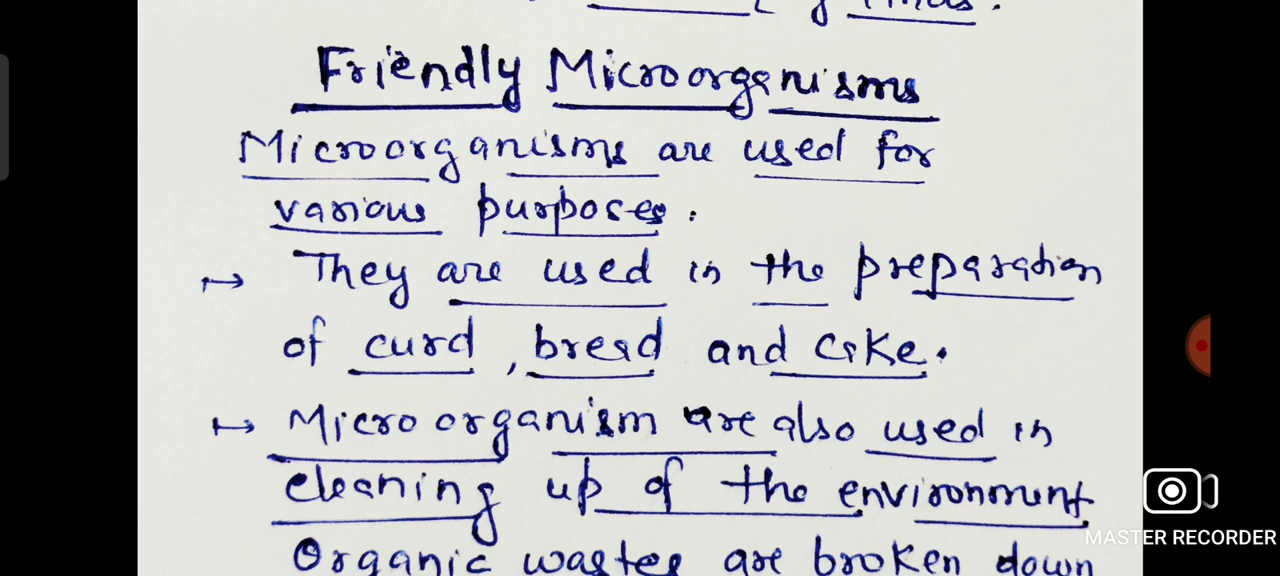 Friendly Microorganisms
Microorganisms are used for
various purposes.
↦ They are used in the preparation
of curd, bread and cake.
↦ Microorganism are also used in
cleaning up of the environment.
Organic wastes are broken down
MASTER RECORDER